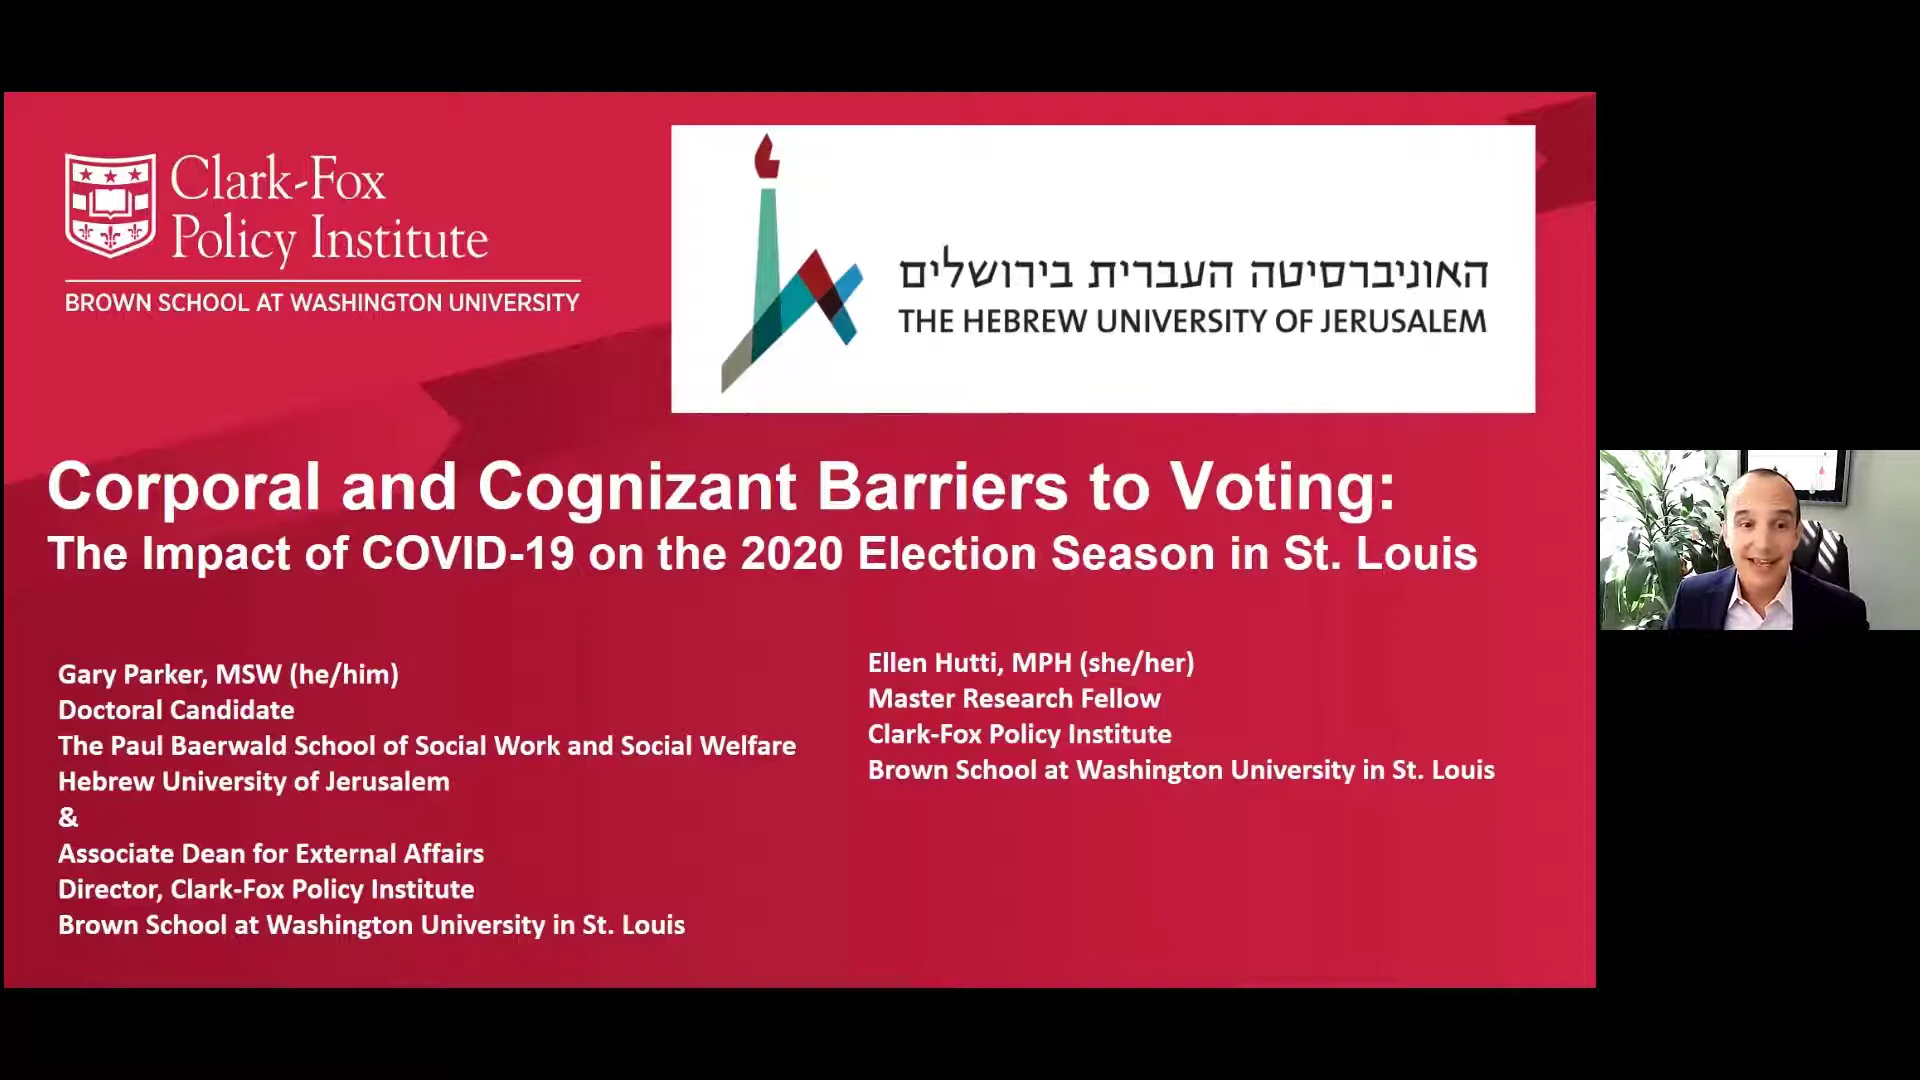 Clark-Fox
Policy Institute
BROWN SCHOOL AT WASHINGTON UNIVERSITY
האוניברסיטה העברית בירושלים
THE HEBREW UNIVERSITY OF JERUSALEM
Corporal and Cognizant Barriers to Voting:
The Impact of COVID-19 on the 2020 Election Season in St. Louis
Gary Parker, MSW (he/him)
Doctoral Candidate
The Paul Baerwald School of Social Work and Social Welfare
Hebrew University of Jerusalem
&
Associate Dean for External Affairs
Director, Clark-Fox Policy Institute
Brown School at Washington University in St. Louis
Ellen Hutti, MPH (she/her)
Master Research Fellow
Clark-Fox Policy Institute
Brown School at Washington University in St. Louis